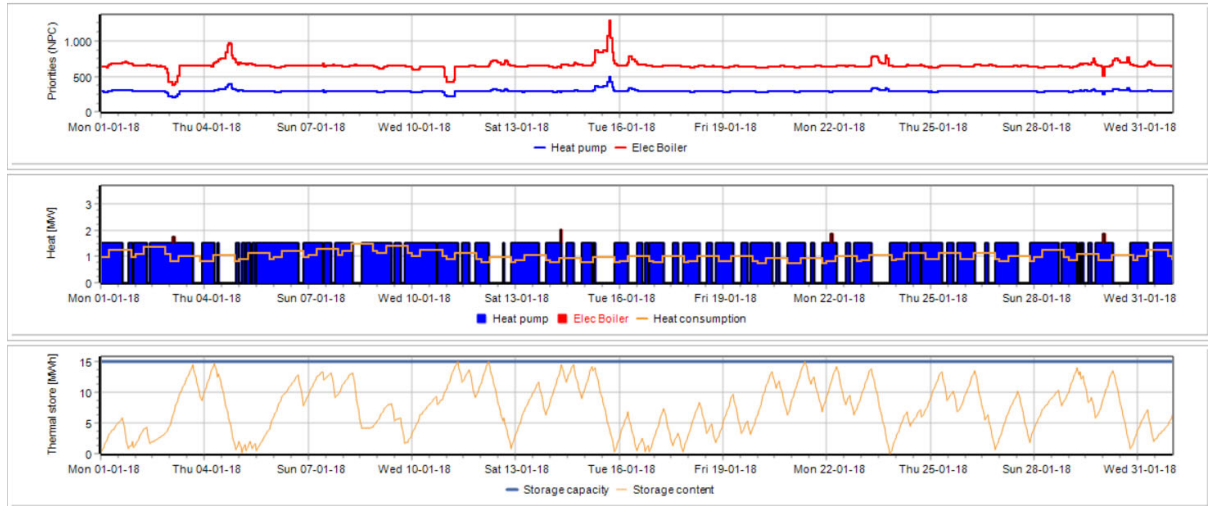 Priorities (NPC)
1.000
500
0
Mon 01-01-18 Thu 04-01-18 Sun 07-01-18 Wed 10-01-18 Sat 13-01-18 Tue 16-01-18 Fri 19-01-18 Mon 22-01-18 Thu 25-01-18 Sun 28-01-18 Wed 31-01-18
Heat pump Elec Boiler
Heat [MW]
3
2
1
0
Mon 01-01-18 Thu 04-01-18 Sun 07-01-18 Wed 10-01-18 Sat 13-01-18 Tue 16-01-18 Fri 19-01-18 Mon 22-01-18 Thu 25-01-18 Sun 28-01-18 Wed 31-01-18
Heat pump Elec Boiler Heat consumption
Thermal store [MWh]
15
10
5
0
Mon 01-01-18 Thu 04-01-18 Sun 07-01-18 Wed 10-01-18 Sat 13-01-18 Tue 16-01-18 Fri 19-01-18 Mon 22-01-18 Thu 25-01-18 Sun 28-01-18 Wed 31-01-18
Storage capacity Storage content